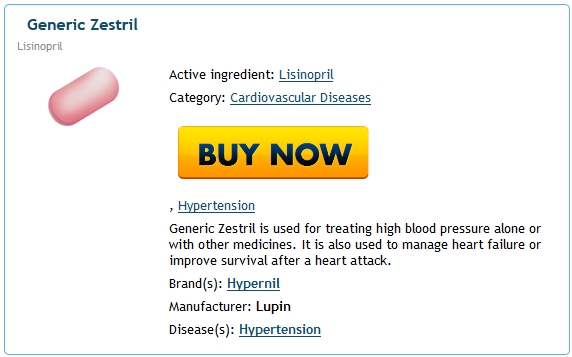 Generic Zestril
Lisinopril
Active ingredient: Lisinopril
Category: Cardiovascular Diseases
BUY NOW
, Hypertension
Generic Zestril is used for treating high blood pressure alone or
with other medicines. It is also used to manage heart failure or
improve survival after a heart attack.
Brand(s): Hypernil
Manufacturer: Lupin
Disease(s): Hypertension